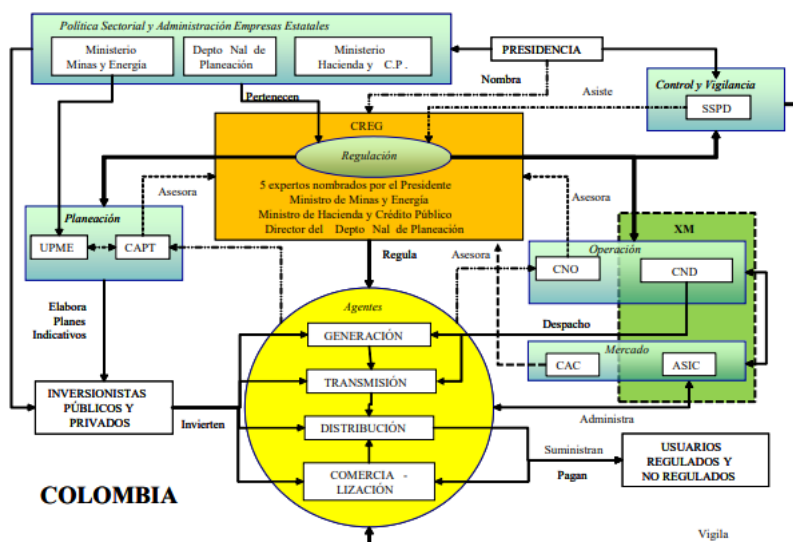 Política Sectorial y Administración Empresas Estatales
Ministerio
Minas y Energía
Depto Nal de
Planeación
Ministerio
Hacienda y C.P.
PRESIDENCIA
Nombra
Pertenecen
Asiste
Control y Vigilancia
SSPD
CREG
Regulación
5 expertos nombrados por el Presidente
Ministro de Minas y Energía
Ministro de Hacienda y Crédito Público
Director del Depto Nal de Planeación
Asesora
Asesora
Planeación
UPME
CAPT
XM
Operación
CNO
CND
Regula
Asesora
Elabora
Planes
Indicativos
Agentes
GENERACIÓN
Despacho
Mercado
CAC
ASIC
TRANSMISIÓN
INVERSIONISTAS
PÚBLICOS Y
PRIVADOS
Invierten
DISTRIBUCIÓN
Administra
Suministran
Pagan
USUARIOS
REGULADOS Y
NO REGULADOS
COMERCIA -
LIZACIÓN
COLOMBIA
Vigila